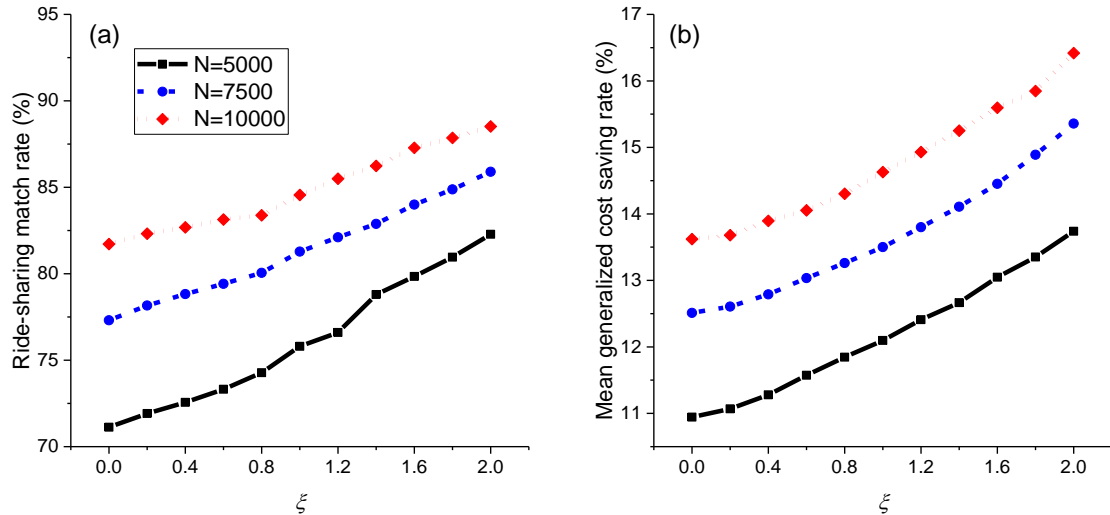 (a)
N=5000
N=7500
N=10000
Ride-sharing match rate (%)
95
90
85
80
75
70
0.0 0.4 0.8 1.2 1.6 2.0
ξ
(b)
Mean generalized cost saving rate (%)
17
16
15
14
13
12
11
0.0 0.4 0.8 1.2 1.6 2.0
ξ